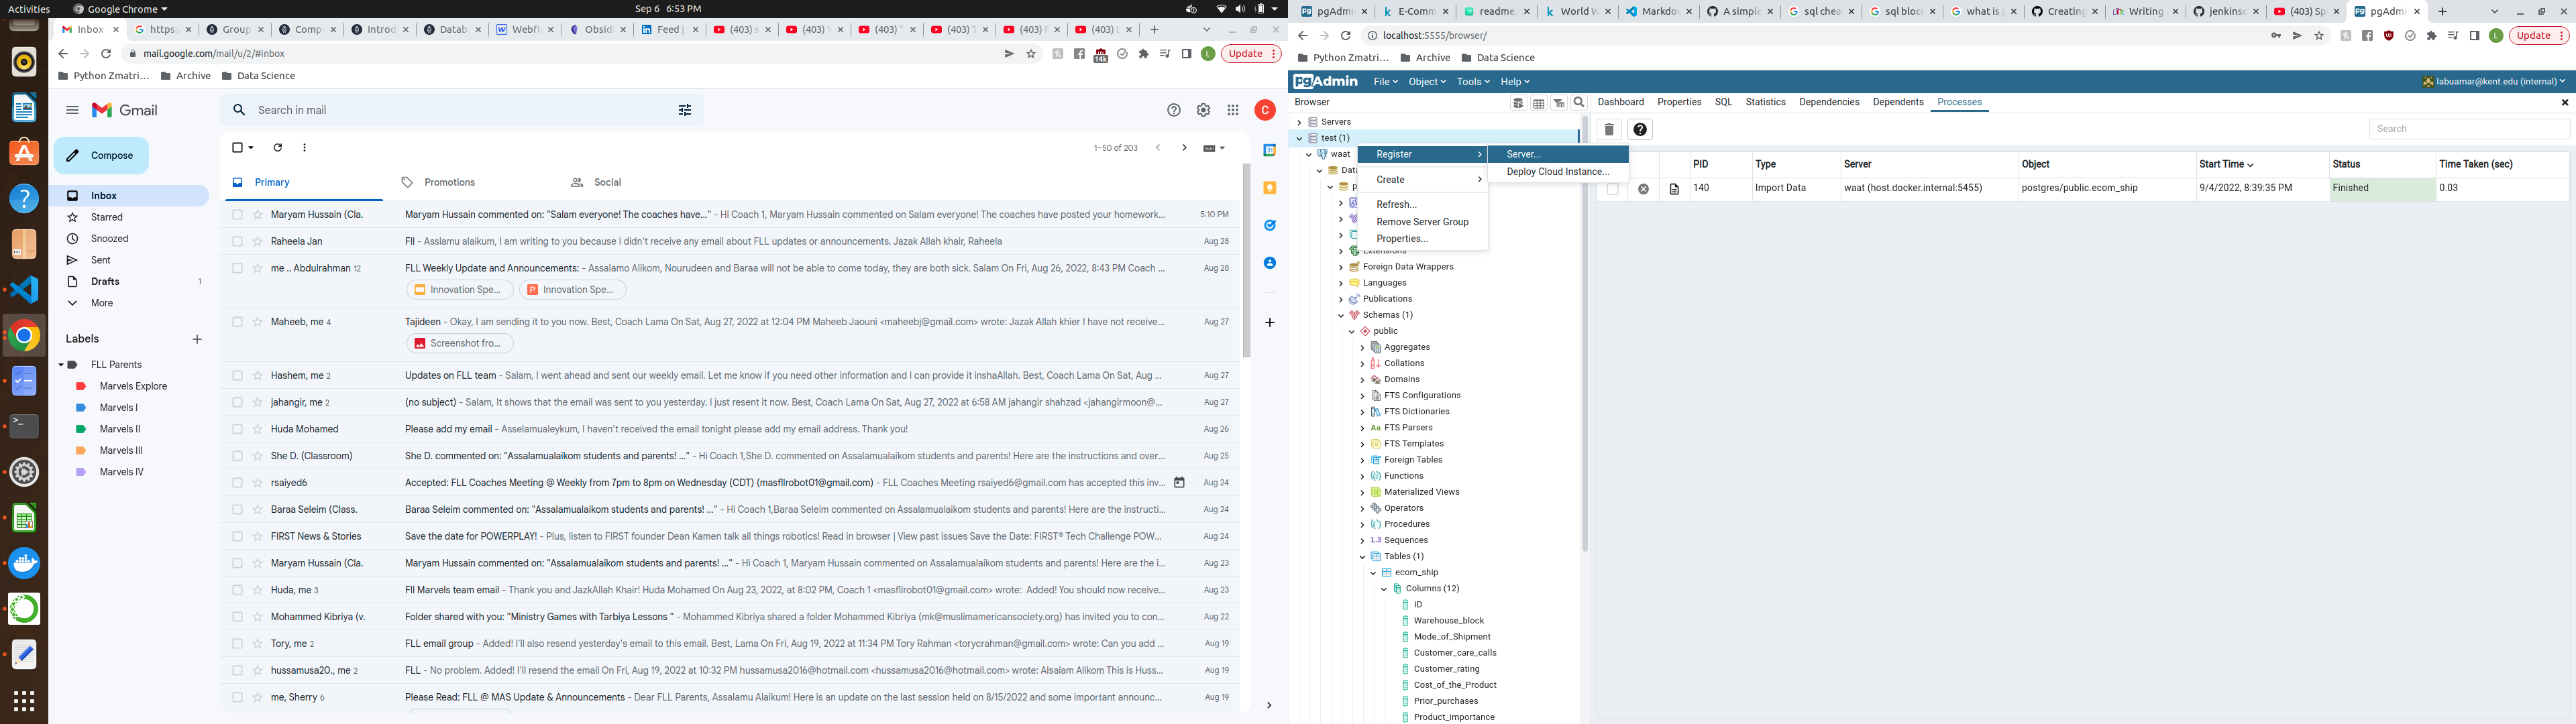 Activities
Google Chrome
Sep 6 6:53 PM
Inbox
https:
Group
Comp
Introd
Datab
Webfl
Obsid
Feed |
(403) s
(403) Y
(403) "
(403) T
(403) F
(403) L
mail.google.com/mail/u/2/#inbox
14k
L
Update
Python Zmatri...
Archive
Data Science
Gmail
Search in mail
C
Compose
1–50 of 203
Inbox
Starred
Snoozed
Sent
Drafts 1
More
Labels
FLL Parents
Marvels Explore
Marvels I
Marvels II
Marvels III
Marvels IV
Primary
Promotions
Social
Maryam Hussain (Cla. Maryam Hussain commented on: "Salam everyone! The coaches have..." - Hi Coach 1, Maryam Hussain commented on Salam everyone! The coaches have posted your homework... 5:10 PM
Raheela Jan Fll - Asslamu alaikum, I am writing to you because I didn't receive any email about FLL updates or announcements. Jazak Allah khair, Raheela Aug 28
me .. Abdulrahman 12 FLL Weekly Update and Announcements: - Assalamo Alikom, Nourudeen and Baraa will not be able to come today, they are both sick. Salam On Fri, Aug 26, 2022, 8:43 PM Coach ... Aug 28
Innovation Spe...
Innovation Spe...
Maheeb, me 4 Tajideen - Okay, I am sending it to you now. Best, Coach Lama On Sat, Aug 27, 2022 at 12:04 PM Maheeb Jaouni <maheebj@gmail.com> wrote: Jazak Allah khier I have not receive... Aug 27
Screenshot fro...
Hashem, me 2 Updates on FLL team - Salam, I went ahead and sent our weekly email. Let me know if you need other information and I can provide it inshaAllah. Best, Coach Lama On Sat, Aug ... Aug 27
jahangir, me 2 (no subject) - Salam, It shows that the email was sent to you yesterday. I just resent it now. Best, Coach Lama On Sat, Aug 27, 2022 at 6:58 AM jahangir shahzad <jahangirmoon@... Aug 27
Huda Mohamed Please add my email - Asselamualeykum, I haven't received the email tonight please add my email address. Thank you! Aug 26
She D. (Classroom) She D. commented on: "Assalamualaikom students and parents! ..." - Hi Coach 1,She D. commented on Assalamualaikom students and parents! Here are the instructions and over... Aug 25
rsaiyed6 Accepted: FLL Coaches Meeting @ Weekly from 7pm to 8pm on Wednesday (CDT) (masfllrobot01@gmail.com) - FLL Coaches Meeting rsaiyed6@gmail.com has accepted this inv... Aug 24
Baraa Seleim (Class. Baraa Seleim commented on: "Assalamualaikom students and parents! ..." - Hi Coach 1,Baraa Seleim commented on Assalamualaikom students and parents! Here are the instructi... Aug 24
FIRST News & Stories Save the date for POWERPLAY! - Plus, listen to FIRST founder Dean Kamen talk all things robotics! Read in browser | View past issues Save the Date: FIRST® Tech Challenge POW... Aug 24
Maryam Hussain (Cla. Maryam Hussain commented on: "Assalamualaikom students and parents! ..." - Hi Coach 1, Maryam Hussain commented on Assalamualaikom students and parents! Here are the i... Aug 23
Huda, me 3 Fll Marvels team email - Thank you and JazkAllah Khair! Huda Mohamed On Aug 23, 2022, at 8:02 PM, Coach 1 <masfllrobot01@gmail.com> wrote: Added! You should now receive... Aug 23
Mohammed Kibriya (v. Folder shared with you: "Ministry Games with Tarbiya Lessons " - Mohammed Kibriya shared a folder Mohammed Kibriya (mk@muslimamericansociety.org) has invited you to con... Aug 22
Tory, me 2 FLL email group - Added! I'll also resend yesterday's email to this email. Best, Lama On Fri, Aug 19, 2022 at 11:34 PM Tory Rahman <torycrahman@gmail.com> wrote: Can you add ... Aug 19
hussamusa20., me 2 FLL - No problem. Added! I'll resend the email On Fri, Aug 19, 2022 at 10:32 PM hussamusa2016@hotmail.com <hussamusa2016@hotmail.com> wrote: Alsalam Alikom This is Huss... Aug 19
me, Sherry 6 Please Read: FLL @ MAS Update & Announcements - Dear FLL Parents, Assalamu Alaikum! Here is an update on the last session held on 8/15/2022 and some important announc... Aug 19
pgAdmi
E-Comm
readme.
World W
Markdow
A simple
sql chea
sql bloc
what is p
Creating
Writing
jenkinsc
(403) Sp
pgAdmi
localhost:5555/browser/
L
Update
Python Zmatri...
Archive
Data Science
pgAdmin
File
Object
Tools
Help
labuamar@kent.edu (internal)
Browser
Dashboard
Properties
SQL
Statistics
Dependencies
Dependents
Processes
Search
Servers
test (1)
waat
Data
Register
Create
Refresh...
Remove Server Group
Properties...
Server...
Deploy Cloud Instance...
PID Type Server Object Start Time Status Time Taken (sec)
140 Import Data waat (host.docker.internal:5455) postgres/public.ecom_ship 9/4/2022, 8:39:35 PM Finished 0.03
Extensions
Foreign Data Wrappers
Languages
Publications
Schemas (1)
public
Aggregates
Collations
Domains
FTS Configurations
FTS Dictionaries
FTS Parsers
FTS Templates
Foreign Tables
Functions
Materialized Views
Operators
Procedures
Sequences
Tables (1)
ecom_ship
Columns (12)
ID
Warehouse_block
Mode_of_Shipment
Customer_care_calls
Customer_rating
Cost_of_the_Product
Prior_purchases
Product_importance